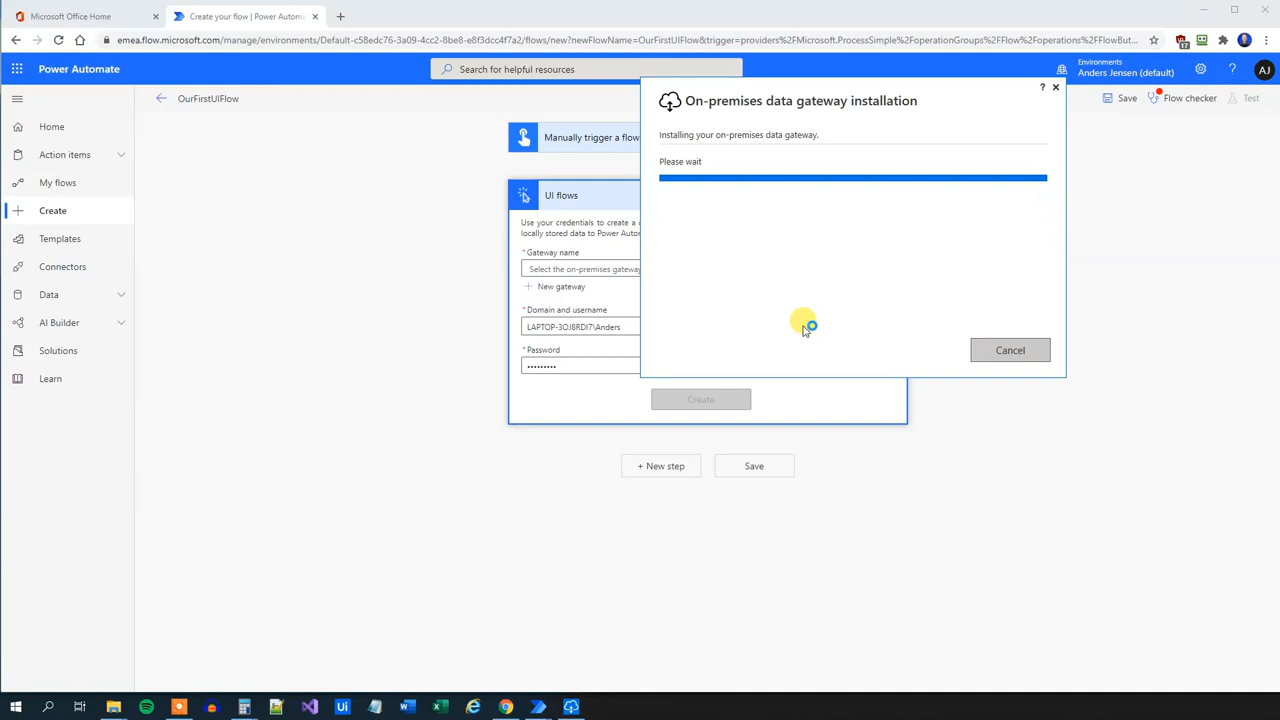 Microsoft Office Home
Create your flow | Power Automa
emea.flow.microsoft.com/manage/environments/Default-c58edc76-3a09-4cc2-8be8-e8f3dcc4f7a2/flows/new?newFlowName=OurFirstUIFlow&trigger=providers%2FMicrosoft.ProcessSimple%2FoperationGroups%2FFlow%2Foperations%2FFlowBut...
17
Power Automate
Search for helpful resources
Environments
Anders Jensen (default)
?
AJ
OurFirstUIFlow
Save
Flow checker
Test
Home
Action items
My flows
Create
Templates
Connectors
Data
AI Builder
Solutions
Learn
Manually trigger a flow
UI flows
Use your credentials to create a c
locally stored data to Power Autom
*Gateway name
Select the on-premises gateway
New gateway
*Domain and username
LAPTOP-3OJ8RDI7\Anders
*Password
•••••••••
Create
+ New step
Save
?
On-premises data gateway installation
Installing your on-premises data gateway.
Please wait
Cancel
Ui